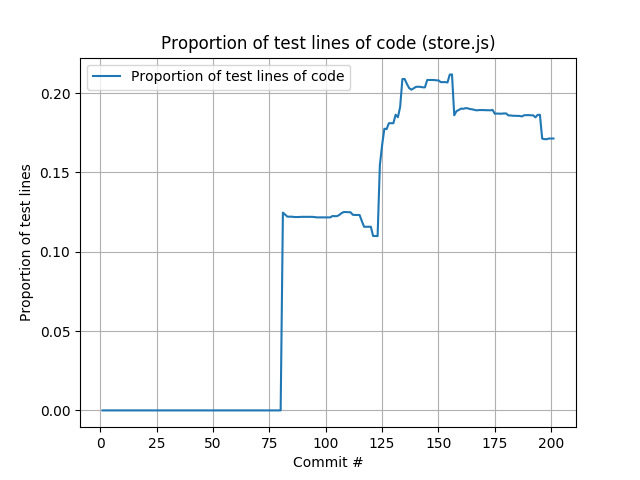 Proportion of test lines of code (store.js)
Proportion of test lines of code
0.20
0.15
0.10
0.05
0.00
Proportion of test lines
0 25 50 75 100 125 150 175 200
Commit #